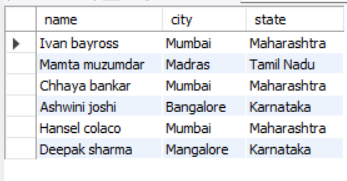 name city state
Ivan bayross Mumbai Maharashtra
Mamta muzumdar Madras Tamil Nadu
Chhaya bankar Mumbai Maharashtra
Ashwini joshi Bangalore Karnataka
Hansel colaco Mumbai Maharashtra
Deepak sharma Mangalore Karnataka